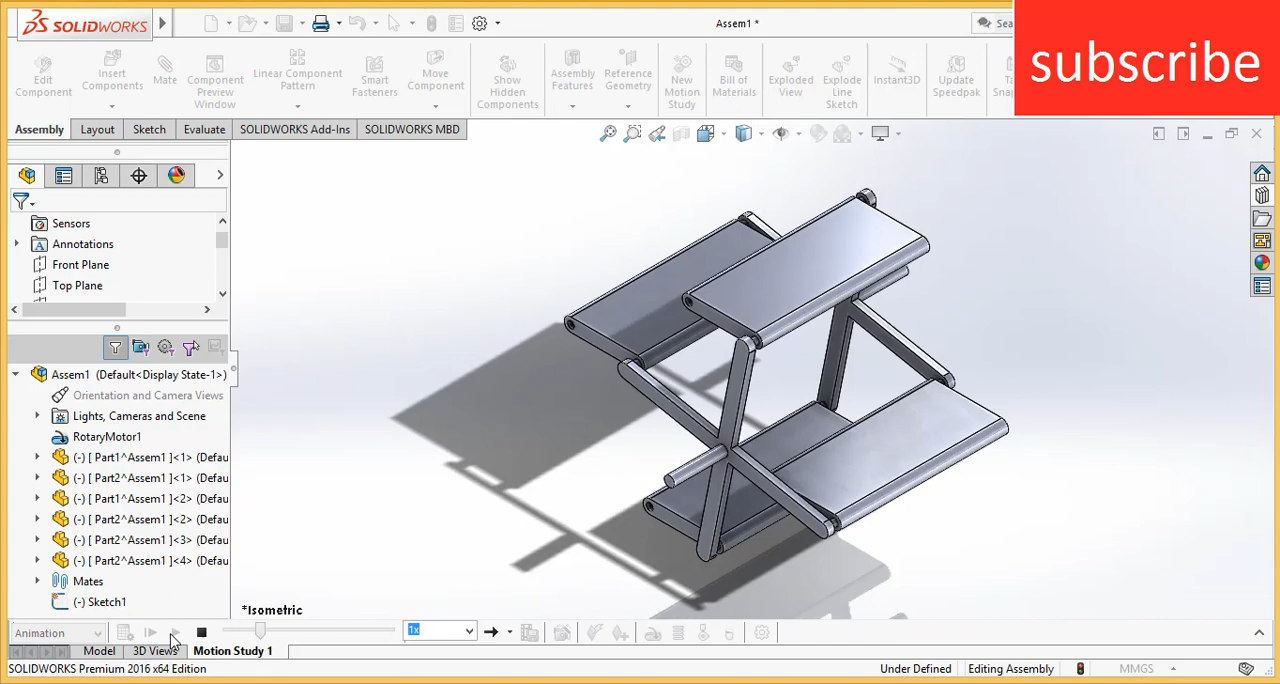 SOLIDWORKS
Assem1 *
Sea
subscribe
Edit Component
Insert Components
Mate
Component Preview Window
Linear Component Pattern
Smart Fasteners
Move Component
Show Hidden Components
Assembly Features
Reference Geometry
New Motion Study
Bill of Materials
Exploded View
Explode Line Sketch
Instant3D
Update Speedpak
Assembly
Layout
Sketch
Evaluate
SOLIDWORKS Add-Ins
SOLIDWORKS MBD
Sensors
Annotations
Front Plane
Top Plane
Assem1 (Default<Display State-1>)
Orientation and Camera Views
Lights, Cameras and Scene
RotaryMotor1
(-) [ Part1^Assem1 ]<1> (Defau
(-) [ Part2^Assem1 ]<1> (Defau
(-) [ Part1^Assem1 ]<2> (Defau
(-) [ Part2^Assem1 ]<2> (Defau
(-) [ Part2^Assem1 ]<3> (Defau
(-) [ Part2^Assem1 ]<4> (Defau
Mates
(-) Sketch1
*Isometric
Animation
1x
Model
3D Views
Motion Study 1
SOLIDWORKS Premium 2016 x64 Edition
Under Defined
Editing Assembly
MMGS